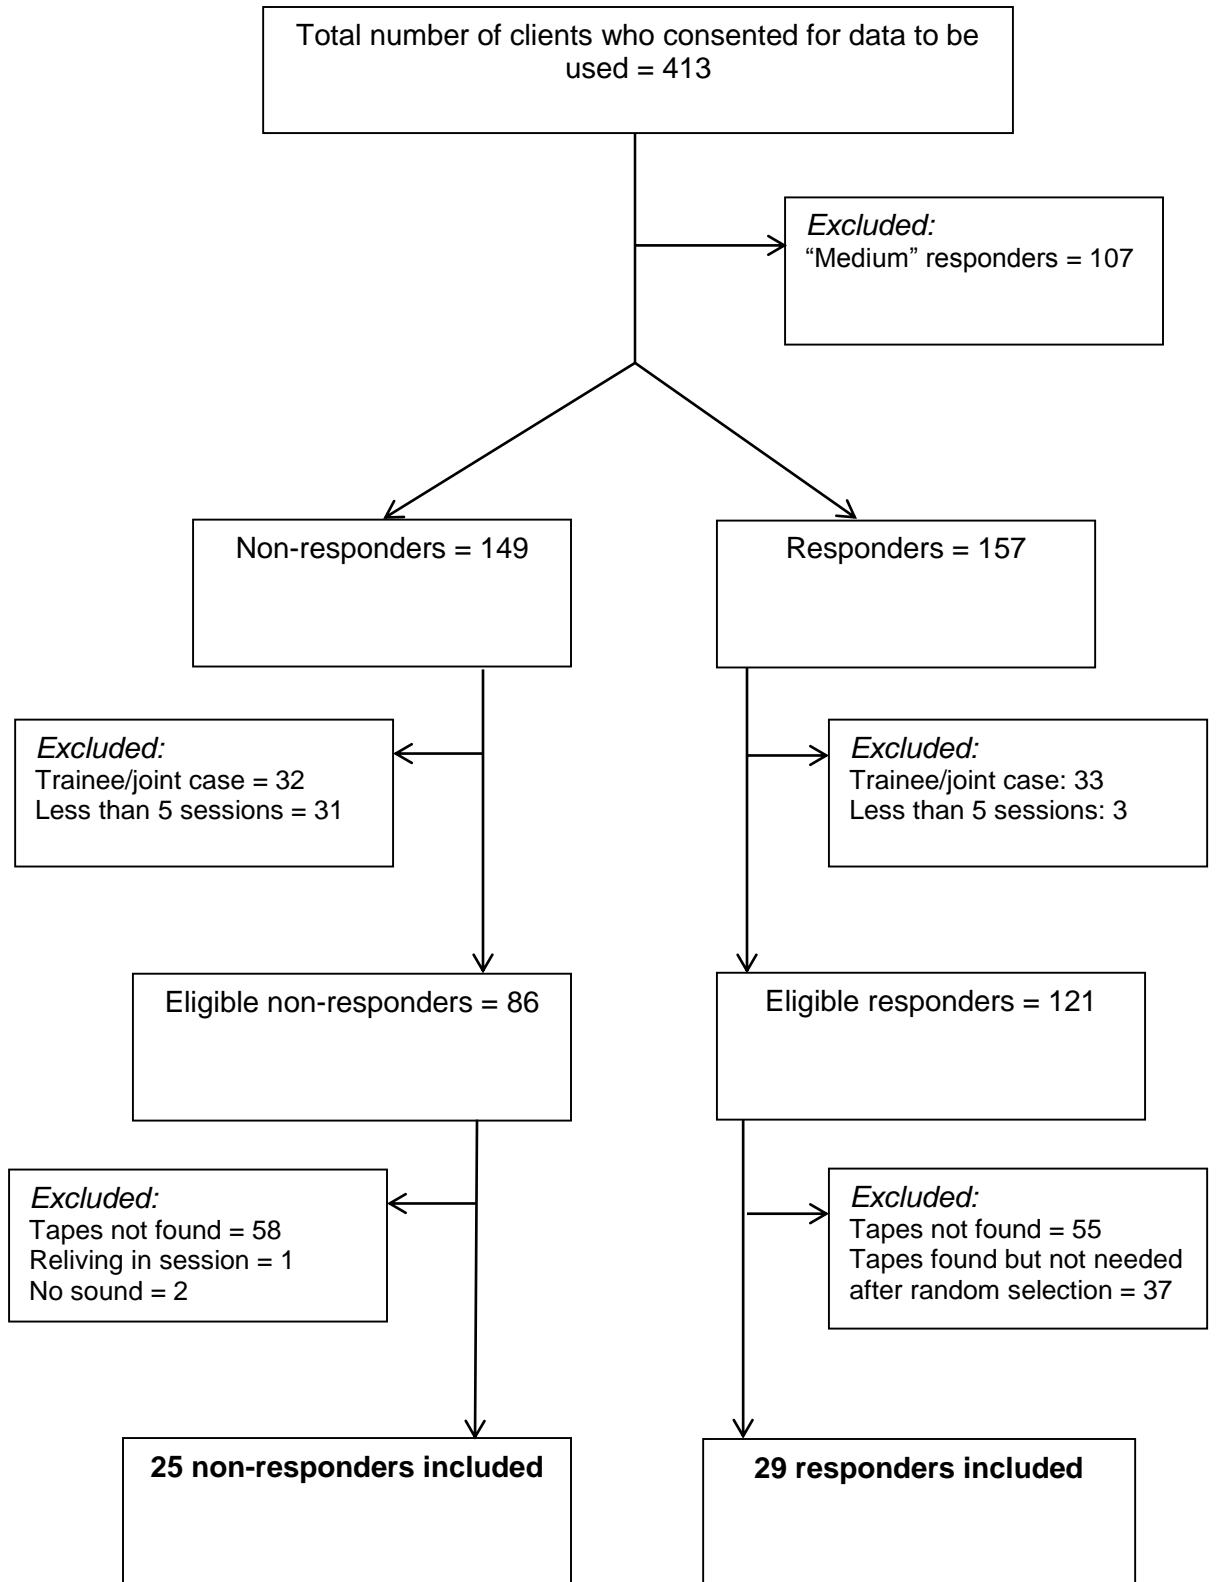 Total number of clients who consented for data to be
used = 413
Excluded:
“Medium” responders = 107
Non-responders = 149
Responders = 157
Excluded:
Trainee/joint case = 32
Less than 5 sessions = 31
Excluded:
Trainee/joint case: 33
Less than 5 sessions: 3
Eligible non-responders = 86
Eligible responders = 121
Excluded:
Tapes not found = 58
Reliving in session = 1
No sound = 2
Excluded:
Tapes not found = 55
Tapes found but not needed
after random selection = 37
25 non-responders included
29 responders included